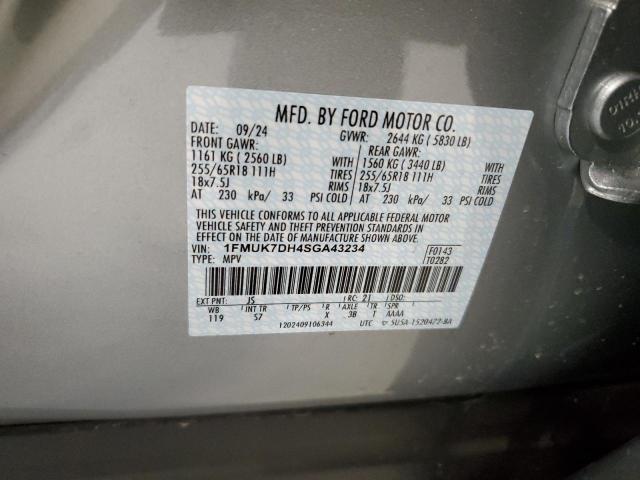 MFD. BY FORD MOTOR CO.
DATE: 09/24 GVWR: 2644 KG ( 5830 LB)
FRONT GAWR: REAR GAWR:
1161 KG ( 2560 LB) WITH 1560 KG ( 3440 LB) WITH
255/65R18 111H TIRES 255/65R18 111H TIRES
18x7.5J RIMS 18x7.5J RIMS
AT 230 kPa/ 33 PSI COLD AT 230 kPa/ 33 PSI COLD
THIS VEHICLE CONFORMS TO ALL APPLICABLE FEDERAL MOTOR
VEHICLE SAFETY AND THEFT PREVENTION STANDARDS IN
EFFECT ON THE DATE OF MANUFACTURE SHOWN ABOVE.
VIN: 1FMUK7DH4SGA43234 F0143
TYPE: MPV T0282
EXT PNT: JS RC: 21 DSO:
WB INT TR TP/PS R AXLE TR SPR
119 S7 X 3B T AAAA
1202409106344 UTC 5U5A-1520472-BA